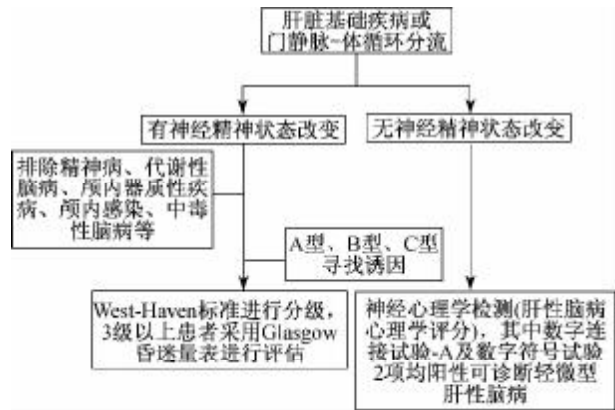 肝脏基础疾病或
门静脉-体循环分流
有神经精神状态改变
无神经精神状态改变
排除精神病、代谢性
脑病、颅内器质性疾
病、颅内感染、中毒
性脑病等
A型、B型、C型
寻找诱因
West-Haven标准进行分级,
3级以上患者采用Glasgow
昏迷量表进行评估
神经心理学检测(肝性脑病
心理学评分), 其中数字连
接试验-A及数字符号试验
2项均阳性可诊断轻微型
肝性脑病